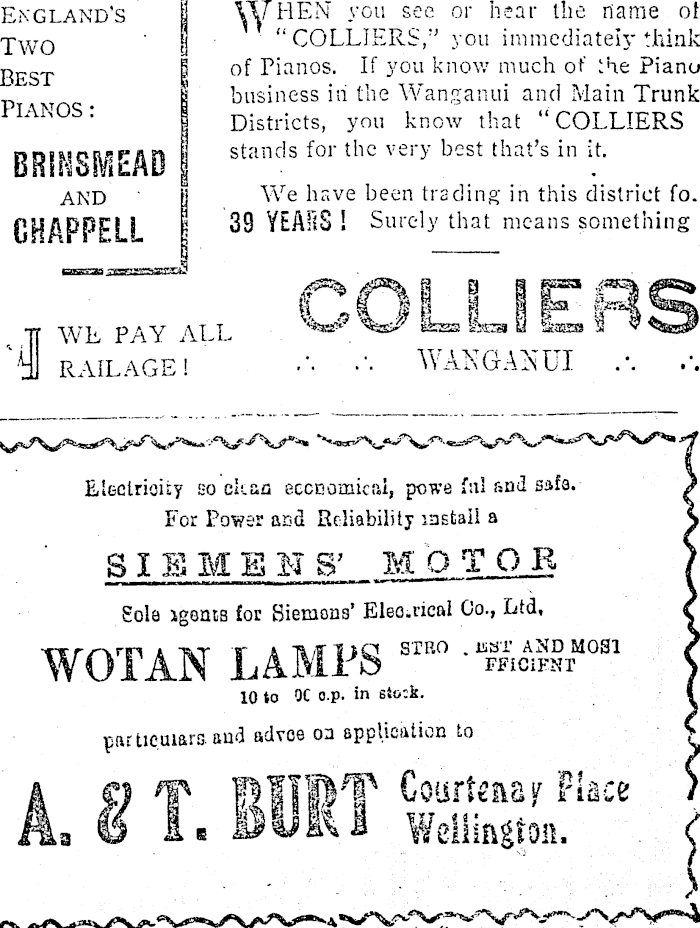 ENGLAND'S
TWO
BEST
PIANOS:
BRINSMEAD
AND
CHAPPELL
WE PAY ALL
RAILAGE!
WHEN you see or hear the name of
"COLLIERS," you immediately think
of Pianos. If you know much of the Piano
business in the Wanganui and Main Trunk
Districts, you know that "COLLIERS
stands for the very best that's in it.
We have been trading in this district fo.
39 YEARS! Surely that means something
COLLIERS
WANGANUI
Electricity so clean economical, powe ful and safe.
For Power and Reliability install a
SIEMENS' MOTOR
Sole agents for Siemens' Elec.rical Co., Ltd,
WOTAN LAMPS
AND MOST
10 to c.p. in stock.
particulars and advce on application to
A. & T. BURT
Courtenay Place
Wellington.